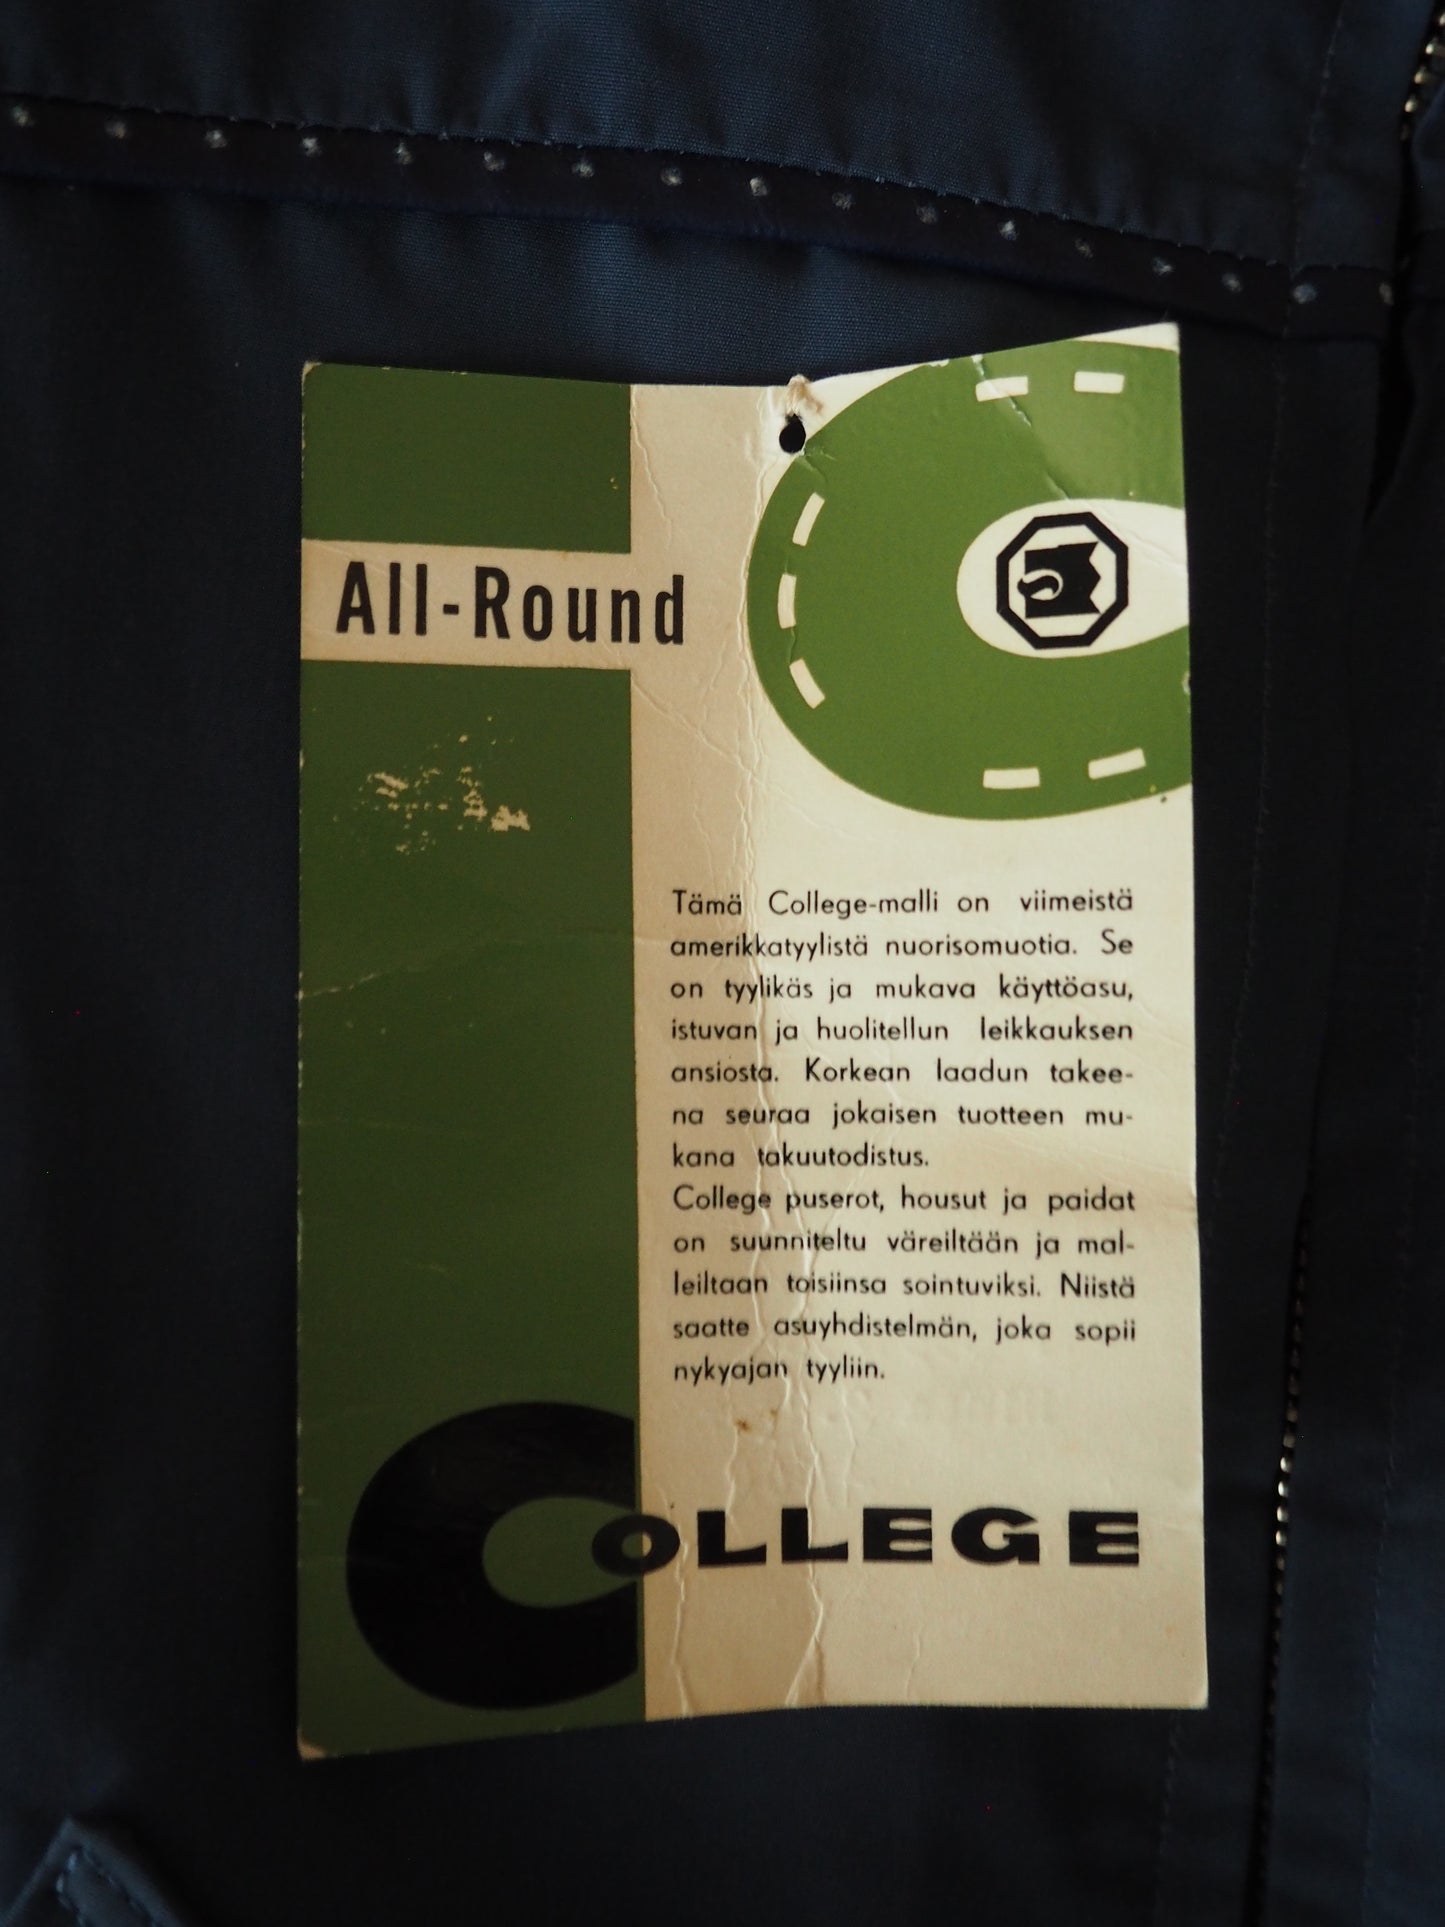 All-Round
Tämä College-malli on viimeistä
amerikkatyylistä nuorisomuotia. Se
on tyylikäs ja mukava käyttöasu,
istuvan ja huolitellun leikkauksen
ansiosta. Korkean laadun takee-
na seuraa jokaisen tuotteen mu-
kana takuutodistus.
College puserot, housut ja paidat
on suunniteltu väreiltään ja mal-
leiltaan toisiinsa sointuviksi. Niistä
saatte asuyhdistelmän, joka sopii
nykyajan tyyliin.
COLLEGE